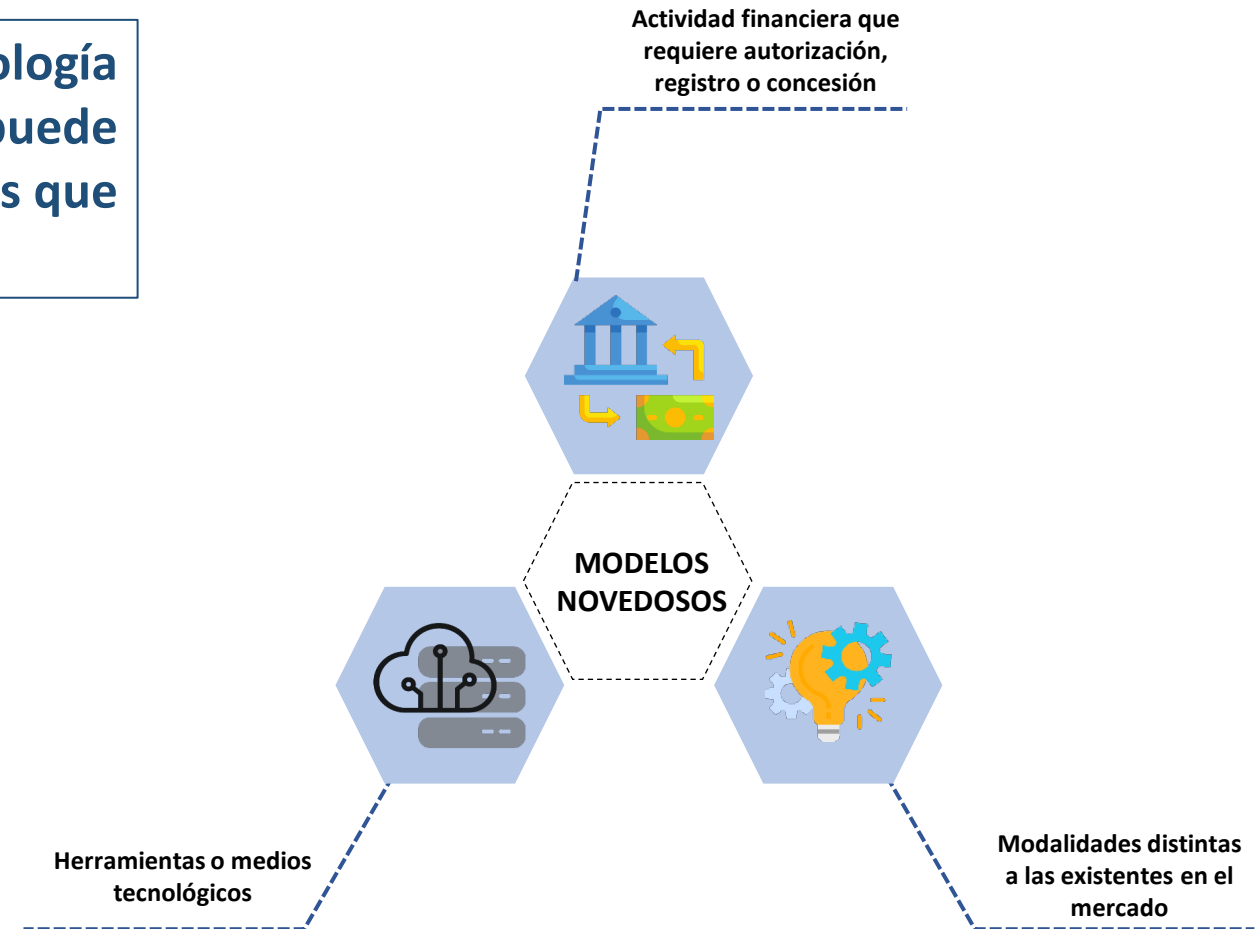 ología
puede
s que
Actividad financiera que
requiere autorización,
registro o concesión
MODELOS
NOVEDOSOS
Herramientas o medios
tecnológicos
Modalidades distintas
a las existentes en el
mercado